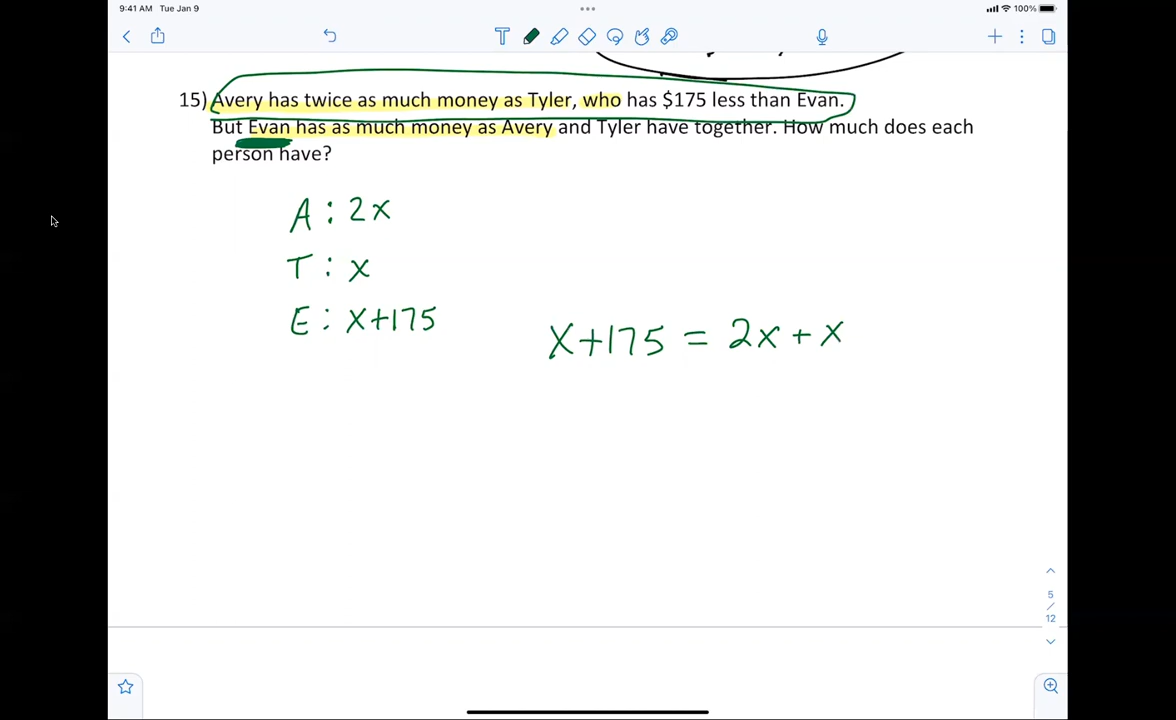 9:41 AM Tue Jan 9
100%
15) Avery has twice as much money as Tyler, who has $175 less than Evan.
But Evan has as much money as Avery and Tyler have together. How much does each
person have?
A : 2x
T : x
E : x+175
x+175 = 2x + x
5
/
12